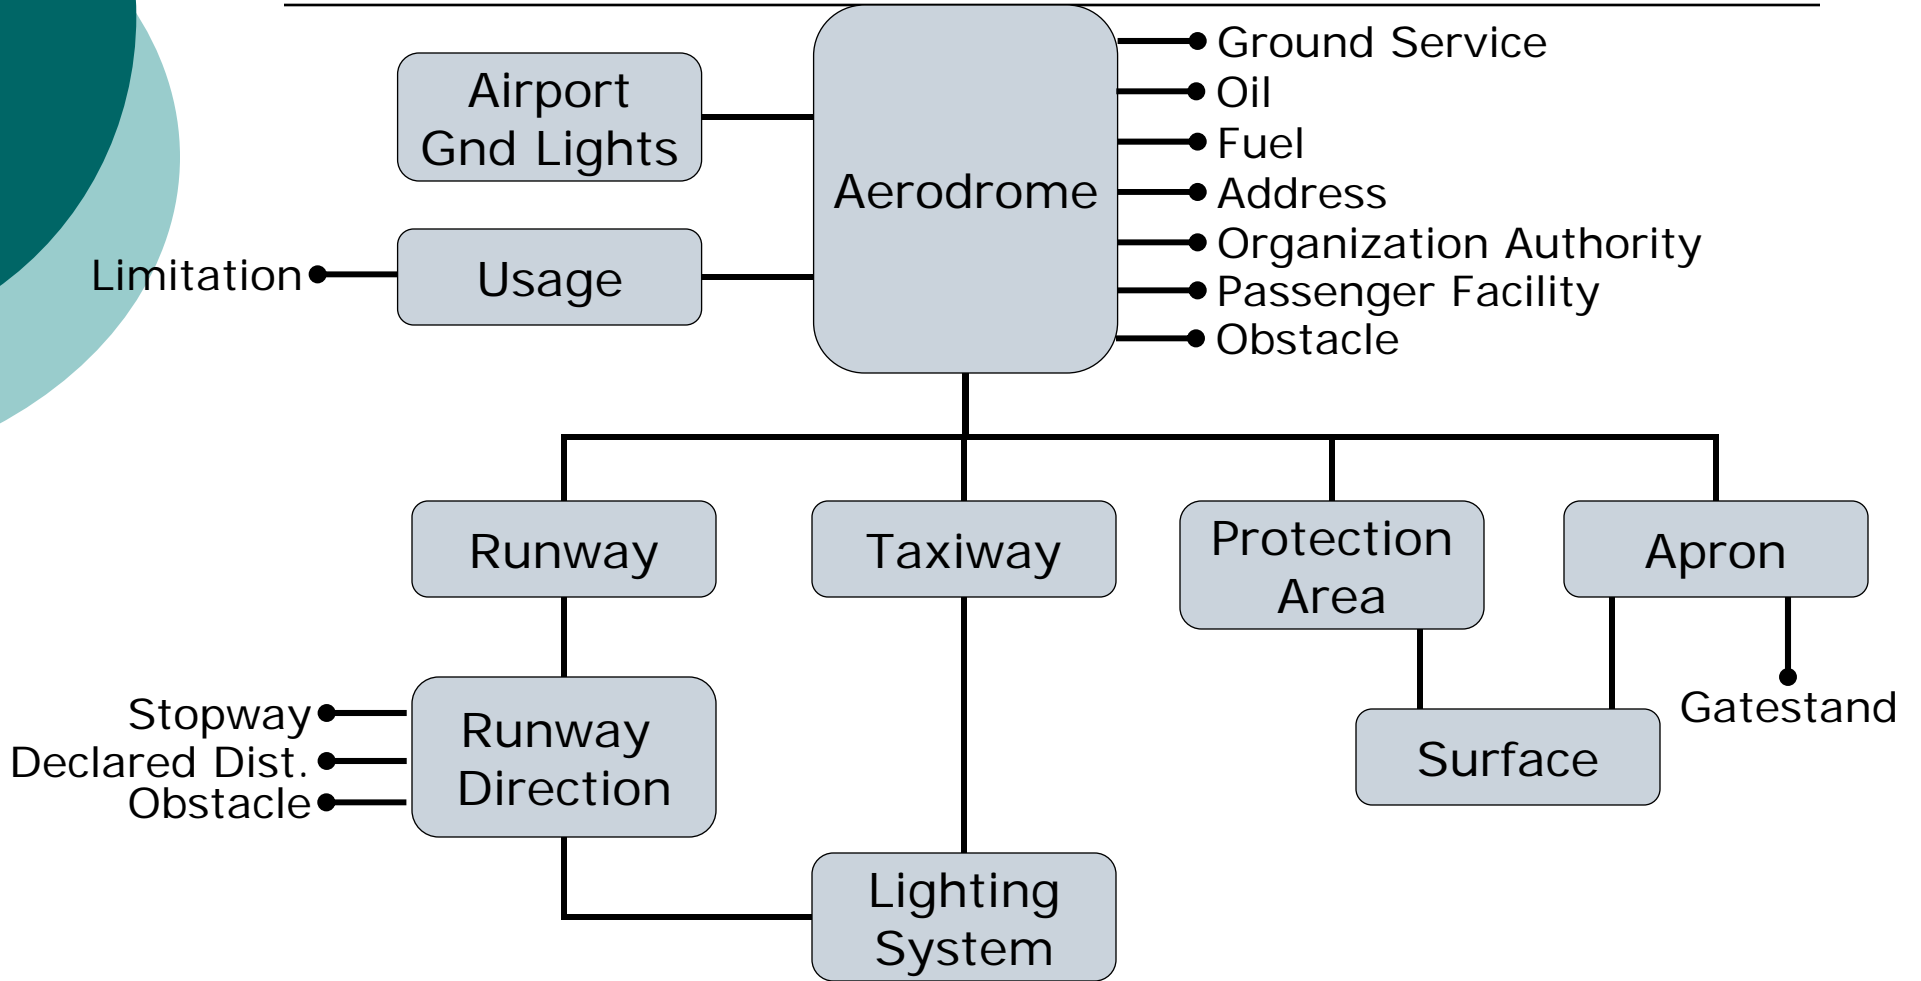 Airport
Gnd Lights
Aerodrome
Ground Service
Oil
Fuel
Address
Organization Authority
Passenger Facility
Obstacle
Limitation
Usage
Runway
Taxiway
Protection
Area
Apron
Stopway
Declared Dist.
Obstacle
Runway
Direction
Surface
Gatestand
Lighting
System